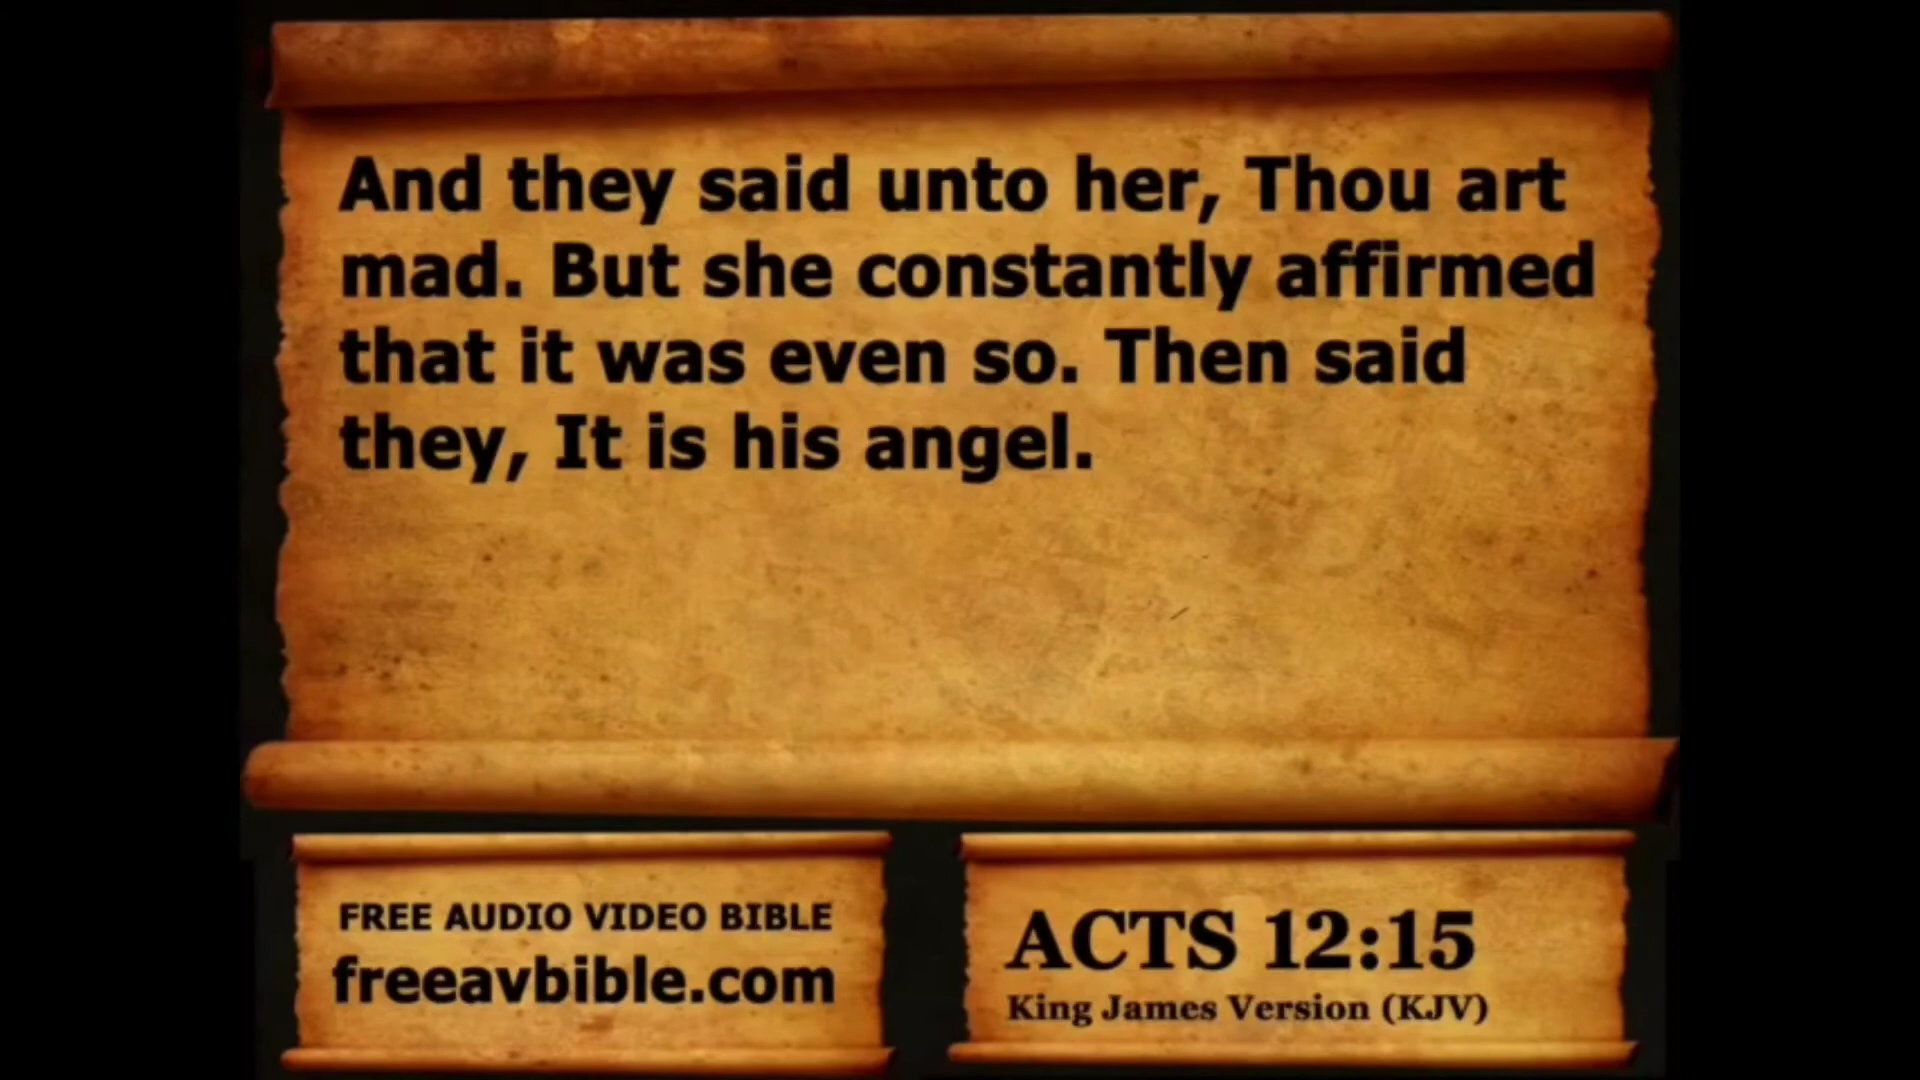 And they said unto her, Thou art
mad. But she constantly affirmed
that it was even so. Then said
they, It is his angel.
FREE AUDIO VIDEO BIBLE
freeavbible.com
ACTS 12:15
King James Version (KJV)